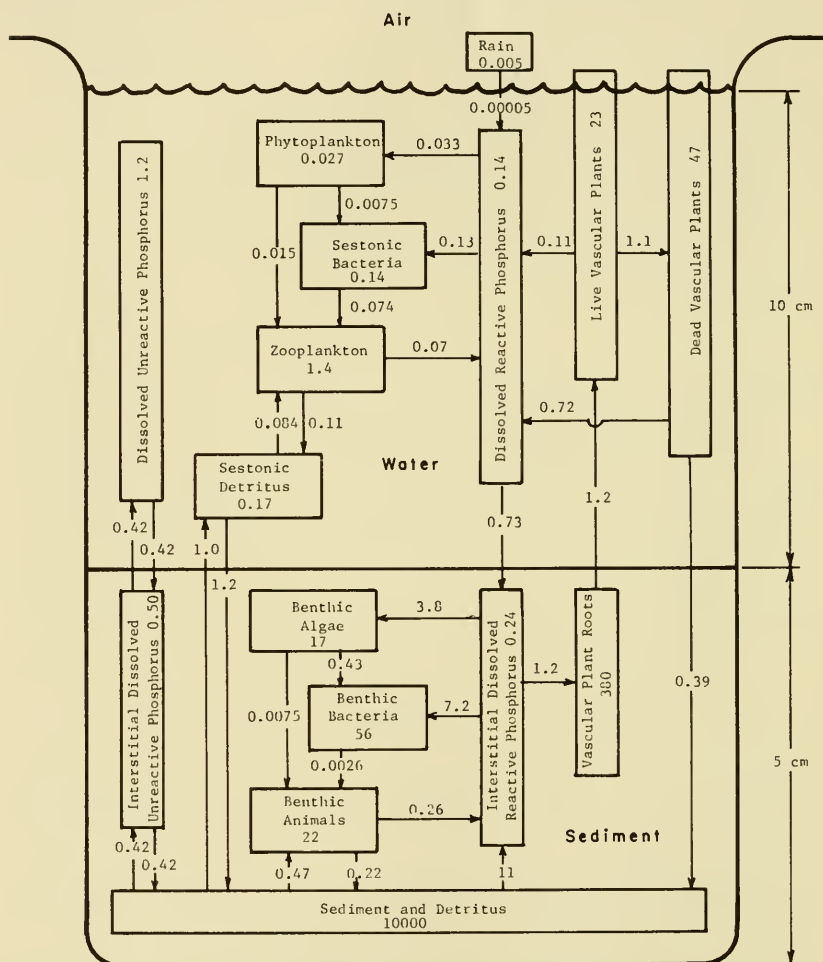 Air
Rain
0.005
0.00005
Phytoplankton
0.027
0.033
0.0075
0.015
Sestonic
Bacteria
0.14
0.13
0.074
Zooplankton
1.4
0.07
0.084
0.11
Sestonic
Detritus
0.17
Dissolved Unreactive Phosphorus 1.2
Dissolved Reactive Phosphorus 0.14
Live Vascular Plants 23
Dead Vascular Plants 47
0.11
1.1
0.72
Water
10 cm
0.42
0.42
1.0
1.2
0.73
1.2
0.39
Interstitial Dissolved
Unreactive Phosphorus 0.50
Benthic
Algae
17
3.8
0.43
0.0075
Benthic
Bacteria
56
7.2
0.0026
Benthic
Animals
22
0.26
Interstitial Dissolved
Reactive Phosphorus 0.24
1.2
Vascular Plant Roots
380
5 cm
Sediment
0.42
0.42
0.47
0.22
11
Sediment and Detritus
10000